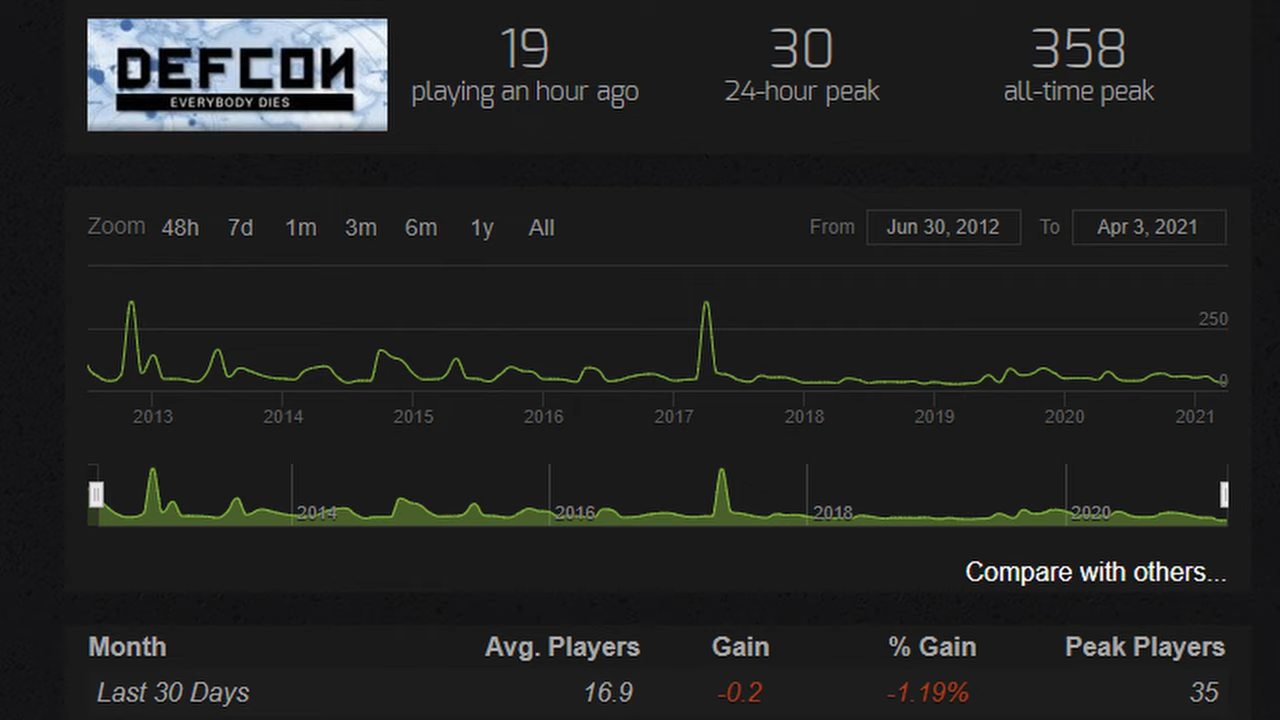 DEFCON
EVERYBODY DIES
19
playing an hour ago
30
24-hour peak
358
all-time peak
Zoom 48h 7d 1m 3m 6m 1y All
From Jun 30, 2012 To Apr 3, 2021
250
0
2013 2014 2015 2016 2017 2018 2019 2020 2021
2014 2016 2018 2020
Compare with others...
Month Avg. Players Gain % Gain Peak Players
Last 30 Days 16.9 -0.2 -1.19% 35